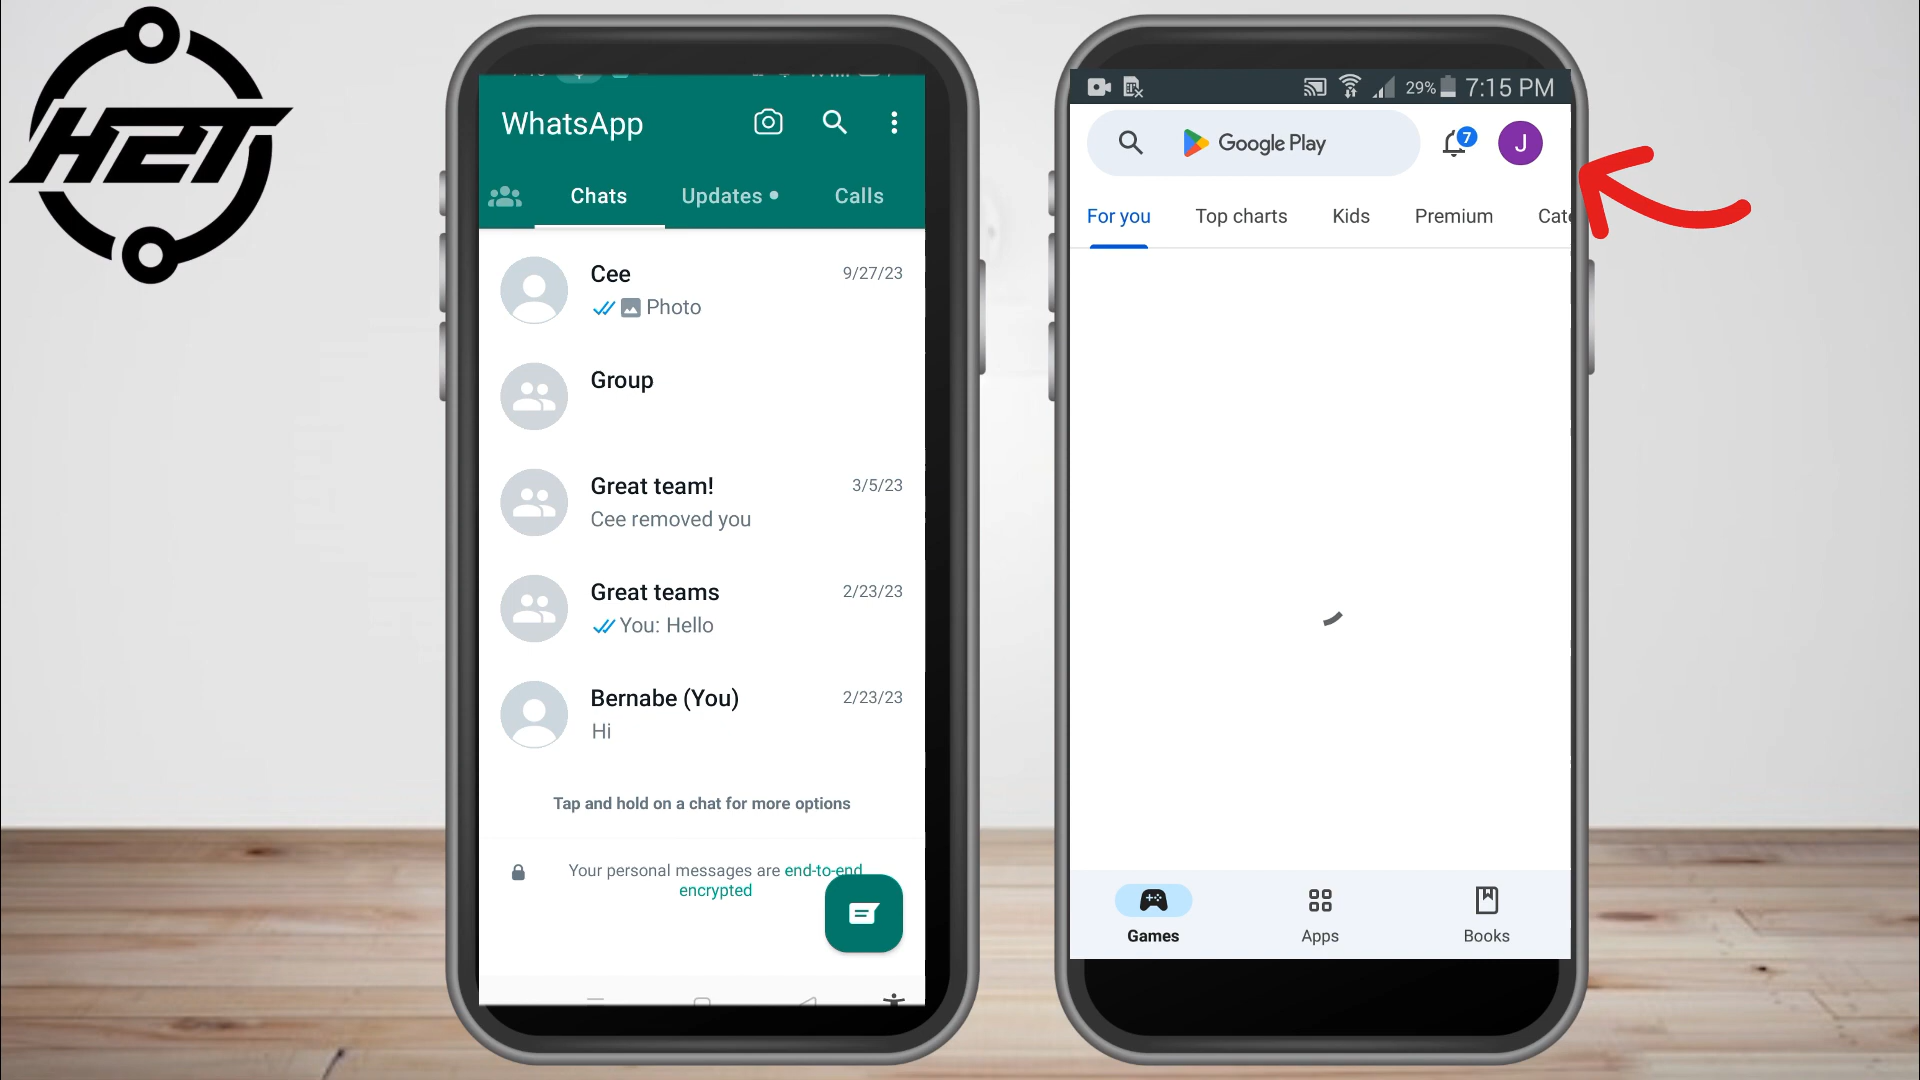 H2T
WhatsApp
Chats
Updates
Calls
Cee
9/27/23
Photo
Group
Great team!
3/5/23
Cee removed you
Great teams
2/23/23
You: Hello
Bernabe (You)
2/23/23
Hi
Tap and hold on a chat for more options
Your personal messages are end-to-end
encrypted
29%
7:15 PM
Google Play
7
J
For you
Top charts
Kids
Premium
Games
Apps
Books